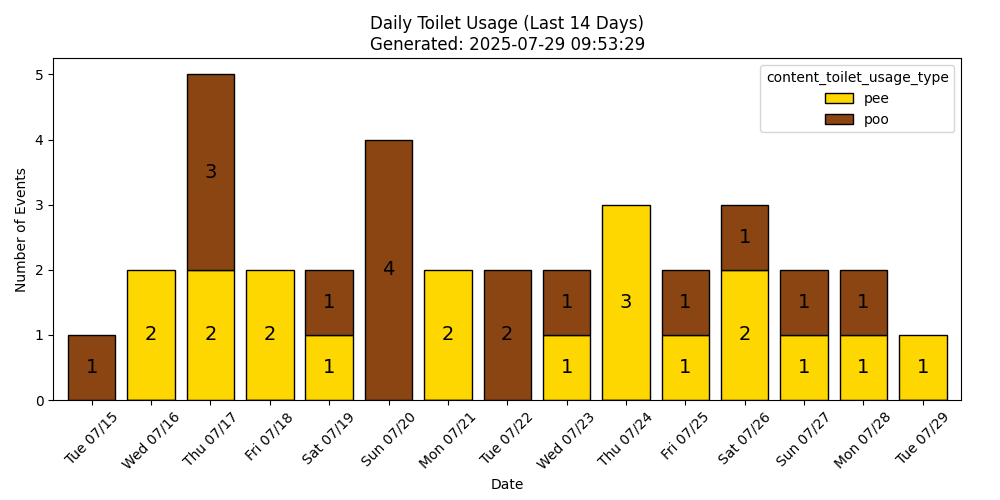 Daily Toilet Usage (Last 14 Days)
Generated: 2025-07-29 09:53:29
content_toilet_usage_type
pee
poo
Number of Events
5
4
3
2
1
0
1
2
2
3
2
1
1
4
2
2
1
1
3
1
1
2
1
1
1
1
1
1
Tue 07/15
Wed 07/16
Thu 07/17
Fri 07/18
Sat 07/19
Sun 07/20
Mon 07/21
Tue 07/22
Wed 07/23
Thu 07/24
Fri 07/25
Sat 07/26
Sun 07/27
Mon 07/28
Tue 07/29
Date